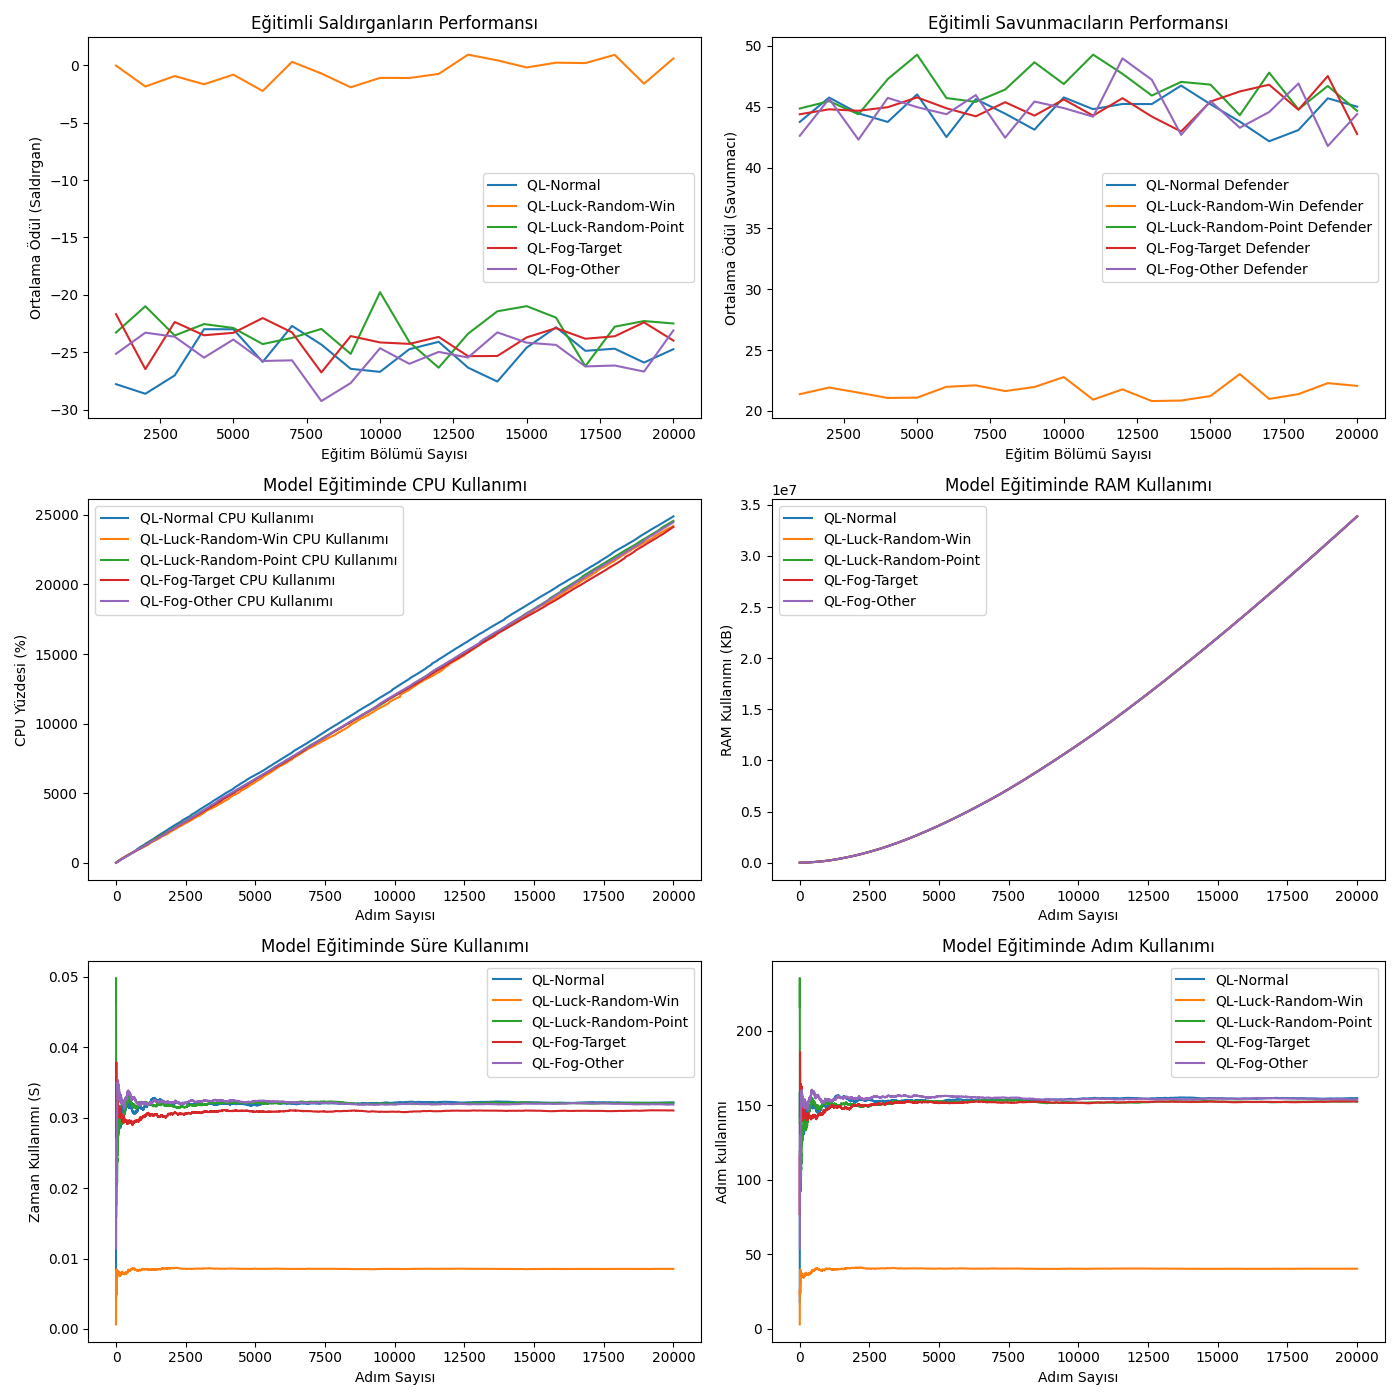 Eğitimli Saldırganların Performansı
Ortalama Ödül (Saldırgan)
0
−5
−10
−15
−20
−25
−30
QL-Normal
QL-Luck-Random-Win
QL-Luck-Random-Point
QL-Fog-Target
QL-Fog-Other
2500 5000 7500 10000 12500 15000 17500 20000
Eğitim Bölümü Sayısı
Eğitimli Savunmacıların Performansı
Ortalama Ödül (Savunmacı)
50
45
40
35
30
25
20
QL-Normal Defender
QL-Luck-Random-Win Defender
QL-Luck-Random-Point Defender
QL-Fog-Target Defender
QL-Fog-Other Defender
2500 5000 7500 10000 12500 15000 17500 20000
Eğitim Bölümü Sayısı
Model Eğitiminde CPU Kullanımı
CPU Yüzdesi (%)
25000
20000
15000
10000
5000
0
QL-Normal CPU Kullanımı
QL-Luck-Random-Win CPU Kullanımı
QL-Luck-Random-Point CPU Kullanımı
QL-Fog-Target CPU Kullanımı
QL-Fog-Other CPU Kullanımı
0 2500 5000 7500 10000 12500 15000 17500 20000
Adım Sayısı
Model Eğitiminde RAM Kullanımı
1e7
RAM Kullanımı (KB)
3.5
3.0
2.5
2.0
1.5
1.0
0.5
0.0
QL-Normal
QL-Luck-Random-Win
QL-Luck-Random-Point
QL-Fog-Target
QL-Fog-Other
0 2500 5000 7500 10000 12500 15000 17500 20000
Adım Sayısı
Model Eğitiminde Süre Kullanımı
Zaman Kullanımı (S)
0.05
0.04
0.03
0.02
0.01
0.00
QL-Normal
QL-Luck-Random-Win
QL-Luck-Random-Point
QL-Fog-Target
QL-Fog-Other
0 2500 5000 7500 10000 12500 15000 17500 20000
Adım Sayısı
Model Eğitiminde Adım Kullanımı
Adım kullanımı
200
150
100
50
0
QL-Normal
QL-Luck-Random-Win
QL-Luck-Random-Point
QL-Fog-Target
QL-Fog-Other
0 2500 5000 7500 10000 12500 15000 17500 20000
Adım Sayısı